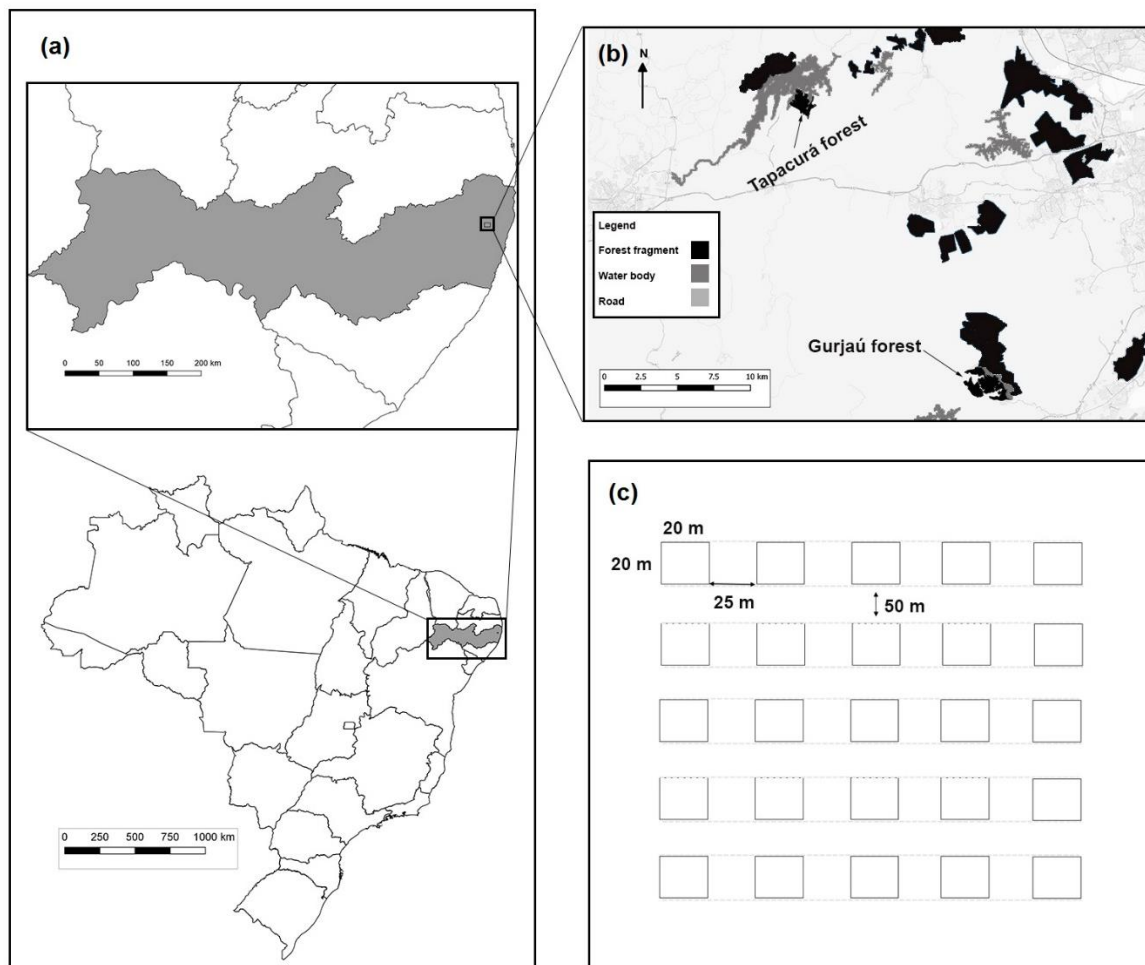 (a)
0 50 100 150 200 km
0 250 500 750 1000 km
(b)
N
Tapacurá forest
Legend
Forest fragment
Water body
Road
Gurjaú forest
0 2.5 5 7.5 10 km
(c)
20 m
20 m
25 m
50 m